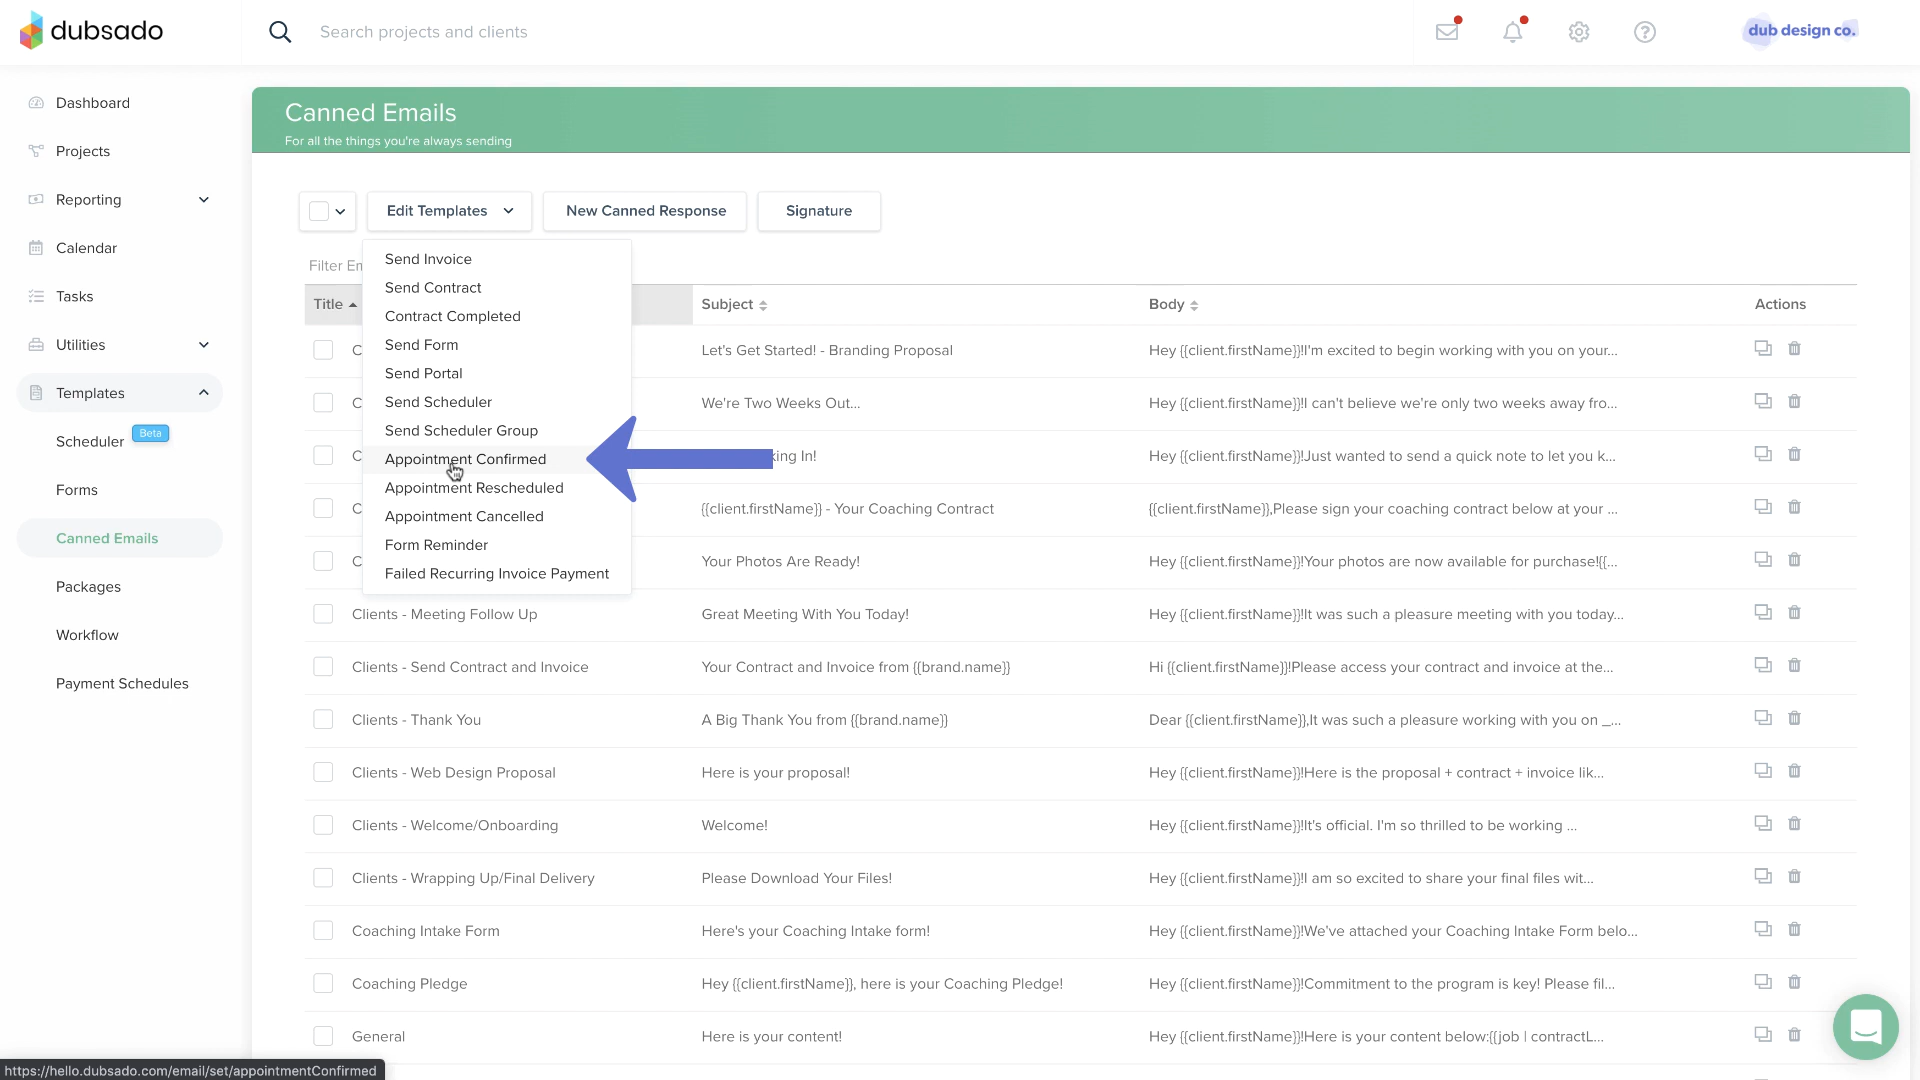 dubsado
Search projects and clients
dub design co.
Dashboard
Projects
Reporting
Calendar
Tasks
Utilities
Templates
Scheduler Beta
Forms
Canned Emails
Packages
Workflow
Payment Schedules
Canned Emails
For all the things you're always sending
Edit Templates
New Canned Response
Signature
Filter
Send Invoice
Send Contract
Contract Completed
Send Form
Send Portal
Send Scheduler
Send Scheduler Group
Appointment Confirmed
Appointment Rescheduled
Appointment Cancelled
Form Reminder
Failed Recurring Invoice Payment
Title Subject Body Actions
C Let's Get Started! - Branding Proposal Hey {{client.firstName}}!I'm excited to begin working with you on your...
C We're Two Weeks Out... Hey {{client.firstName}}!I can't believe we're only two weeks away fro...
C king In! Hey {{client.firstName}}!Just wanted to send a quick note to let you k...
C {{client.firstName}} - Your Coaching Contract {{client.firstName}},Please sign your coaching contract below at your ...
C Your Photos Are Ready! Hey {{client.firstName}}!Your photos are now available for purchase!{{...
Clients - Meeting Follow Up Great Meeting With You Today! Hey {{client.firstName}}!It was such a pleasure meeting with you today...
Clients - Send Contract and Invoice Your Contract and Invoice from {{brand.name}} Hi {{client.firstName}}!Please access your contract and invoice at the...
Clients - Thank You A Big Thank You from {{brand.name}} Dear {{client.firstName}},It was such a pleasure working with you on _...
Clients - Web Design Proposal Here is your proposal! Hey {{client.firstName}}!Here is the proposal + contract + invoice lik...
Clients - Welcome/Onboarding Welcome! Hey {{client.firstName}}!It's official. I'm so thrilled to be working ...
Clients - Wrapping Up/Final Delivery Please Download Your Files! Hey {{client.firstName}}!I am so excited to share your final files wit...
Coaching Intake Form Here's your Coaching Intake form! Hey {{client.firstName}}!We've attached your Coaching Intake Form belo...
Coaching Pledge Hey {{client.firstName}}, here is your Coaching Pledge! Hey {{client.firstName}}!Commitment to the program is key! Please fil...
General Here is your content! Hey {{client.firstName}}!Here is your content below:{{job | contractL...
https://hello.dubsado.com/email/set/appointmentConfirmed